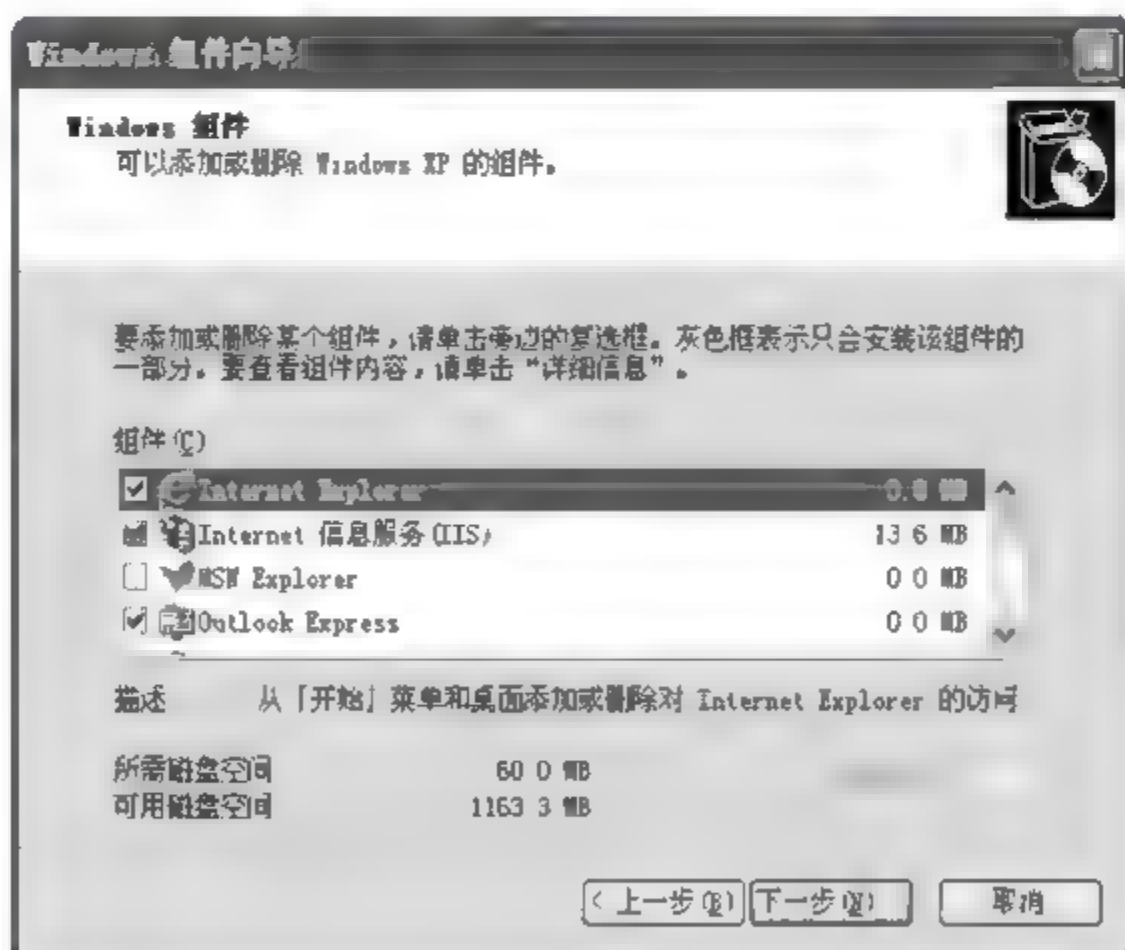 Windows 组件向导
Windows 组件
可以添加或删除 Windows XP 的组件。
要添加或删除某个组件,请单击旁边的复选框。灰色框表示只会安装该组件的
一部分。要查看组件内容,请单击“详细信息”。
组件(C)
Internet Explorer 0.0 MB
Internet 信息服务(IIS) 13 6 MB
MSN Explorer 0 0 MB
Outlook Express 0 0 MB
描述 从「开始」菜单和桌面添加或删除对 Internet Explorer 的访问
所需磁盘空间 60 0 MB
可用磁盘空间 1163 3 MB
< 上一步(B) 下一步(N) 取消